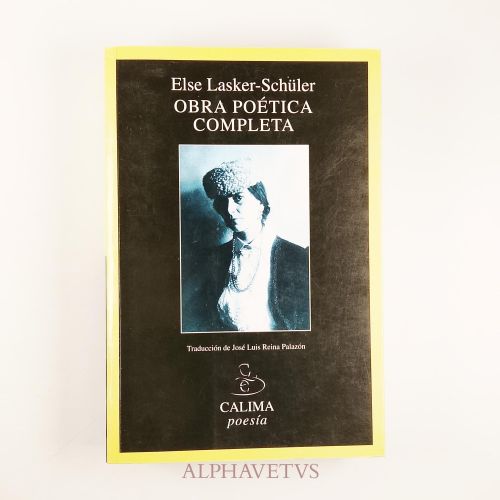 Else Lasker-Schüler
OBRA POÉTICA
COMPLETA
Traducción de José Luis Reina Palazón
CALIMA
poesía
ALPHAVETVS